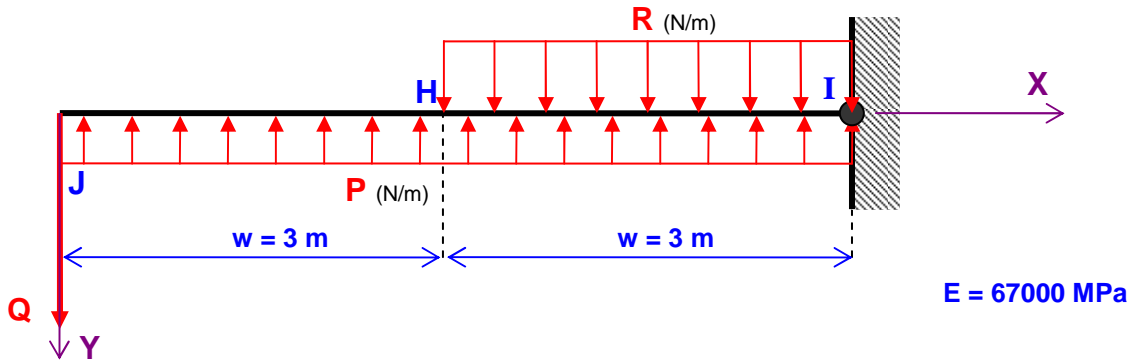 R (N/m)
H
I
X
J
P (N/m)
w = 3 m
w = 3 m
E = 67000 MPa
Q
Y